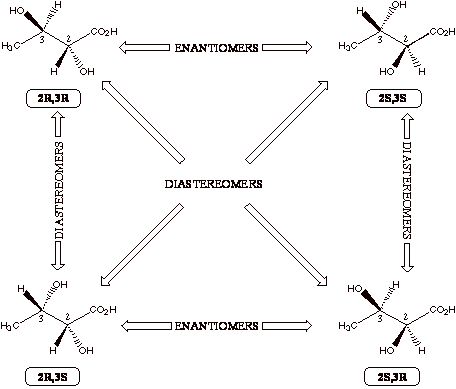 HO H
3 2 CO₂H
H₃C
H OH
2R,3R
ENANTIOMERS
OH
H
3 2 CO₂H
H₃C
HO H
2S,3S
DIASTEREOMERS
DIASTEREOMERS
DIASTEREOMERS
H OH
3 2 CO₂H
H₃C
H OH
2R,3S
ENANTIOMERS
HO H
3 2 CO₂H
H₃C
HO H
2S,3R